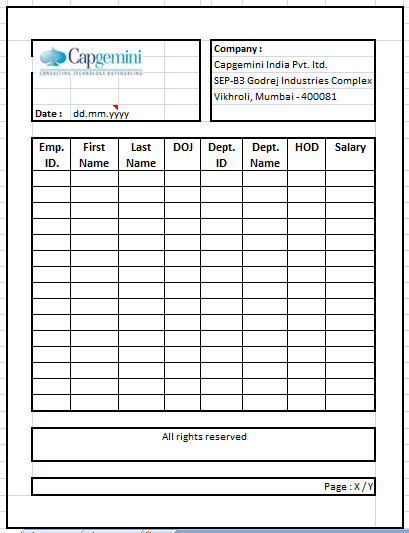 Capgemini
CONSULTING.TECHNOLOGY.OUTSOURCING
Date : dd.mm.yyyy
Company :
Capgemini India Pvt. ltd.
SEP-B3 Godrej Industries Complex
Vikhroli, Mumbai - 400081
Emp. ID. First Name Last Name DOJ Dept. ID Dept. Name HOD Salary
All rights reserved
Page : X / Y